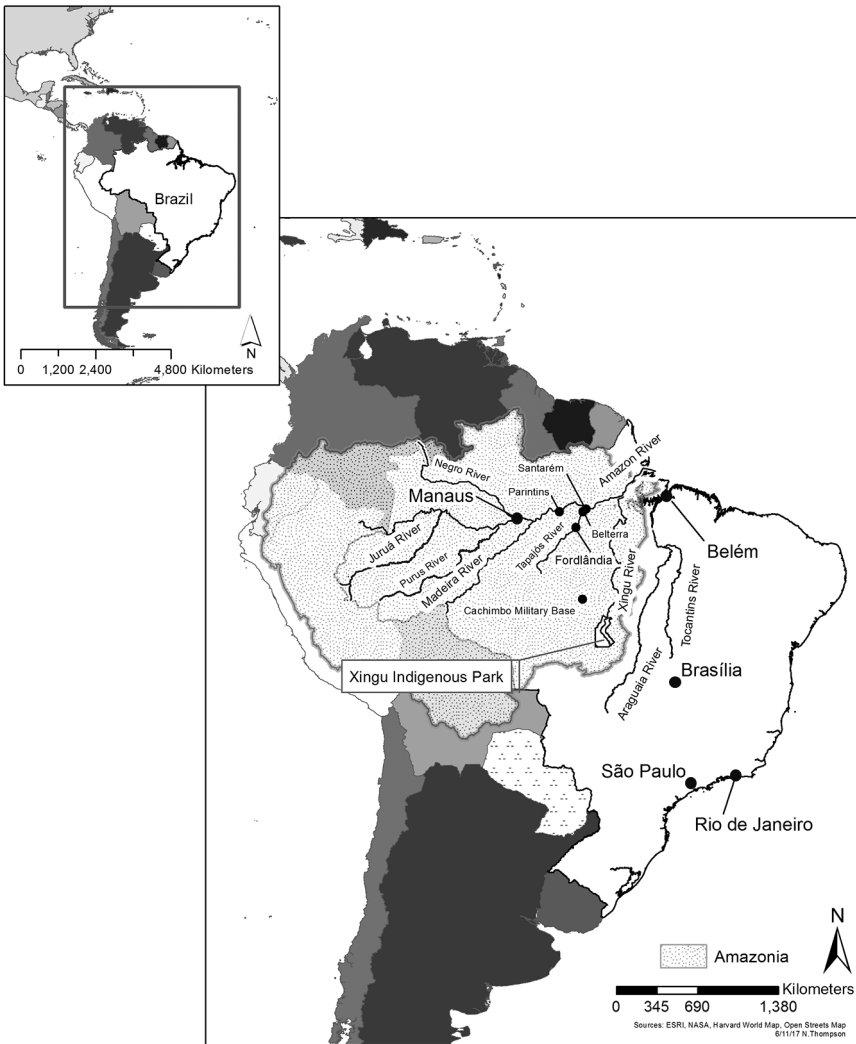 Brazil
N
0 1,200 2,400 4,800 Kilometers
Negro River
Santarém
Amazon River
Parintins
Manaus
Belterra
Belém
Juruá River
Purus River
Madeira River
Tapajós River
Fordlândia
Xingu River
Tocantins River
Cachimbo Military Base
Xingu Indigenous Park
Araguaia River
Brasília
São Paulo
Rio de Janeiro
N
Amazonia
Kilometers
0 345 690 1,380
Sources: ESRI, NASA, Harvard World Map, Open Streets Map
6/11/17 N.Thompson